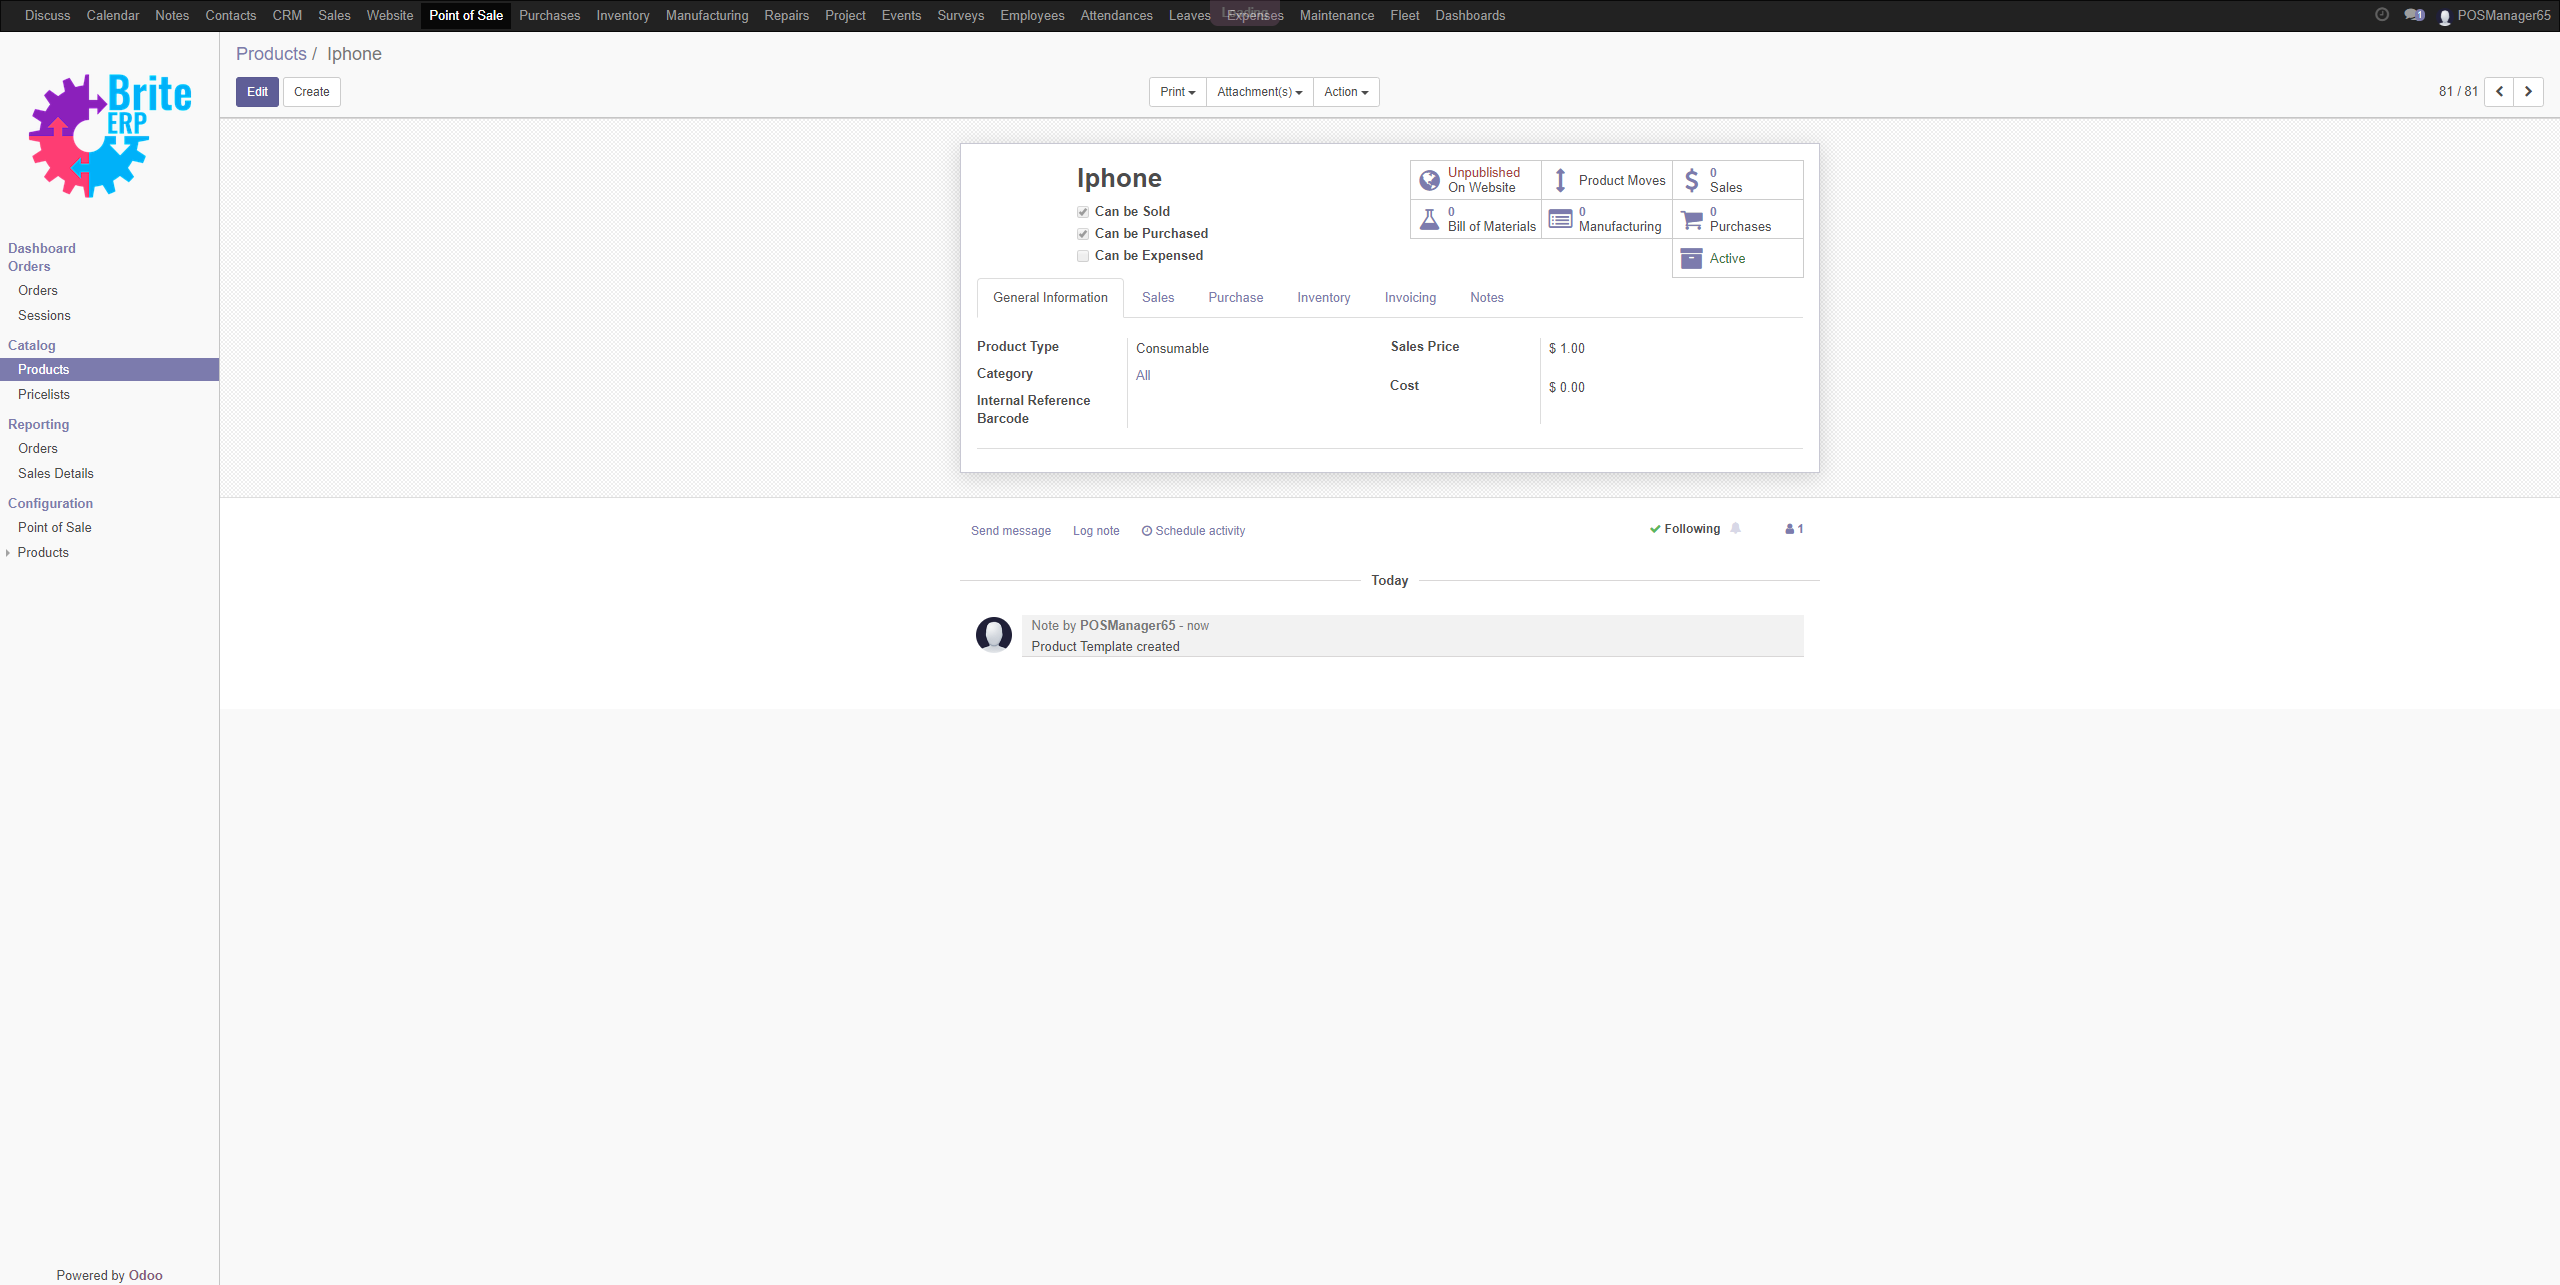 Discuss Calendar Notes Contacts CRM Sales Website Point of Sale Purchases Inventory Manufacturing Repairs Project Events Surveys Employees Attendances Leaves Expenses Maintenance Fleet Dashboards 1 POSManager65
Brite
ERP
Dashboard
Orders
Orders
Sessions
Catalog
Products
Pricelists
Reporting
Orders
Sales Details
Configuration
Point of Sale
Products
Powered by Odoo
Products / Iphone
Edit Create Print Attachment(s) Action 81 / 81
Iphone
Can be Sold
Can be Purchased
Can be Expensed
Unpublished
On Website
Product Moves
0
Sales
0
Bill of Materials
0
Manufacturing
0
Purchases
Active
General Information Sales Purchase Inventory Invoicing Notes
Product Type Consumable
Category All
Internal Reference
Barcode
Sales Price $ 1.00
Cost $ 0.00
Send message Log note Schedule activity Following 1
Today
Note by POSManager65 - now
Product Template created